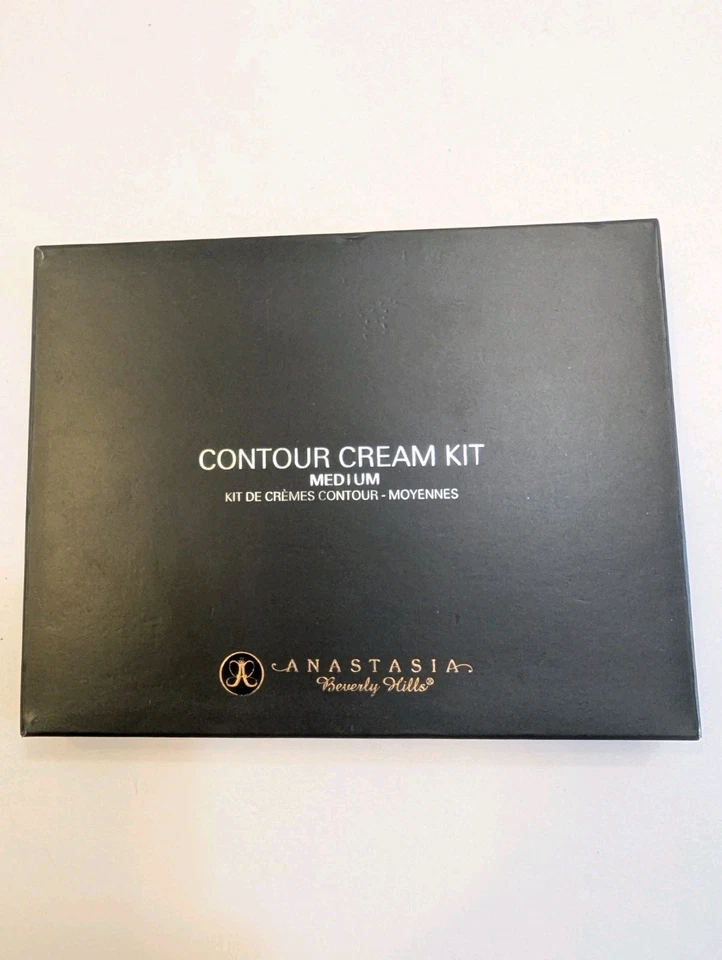 CONTOUR CREAM KIT
MEDIUM
KIT DE CRÈMES CONTOUR - MOYENNES
ANASTASIA
Beverly Hills®